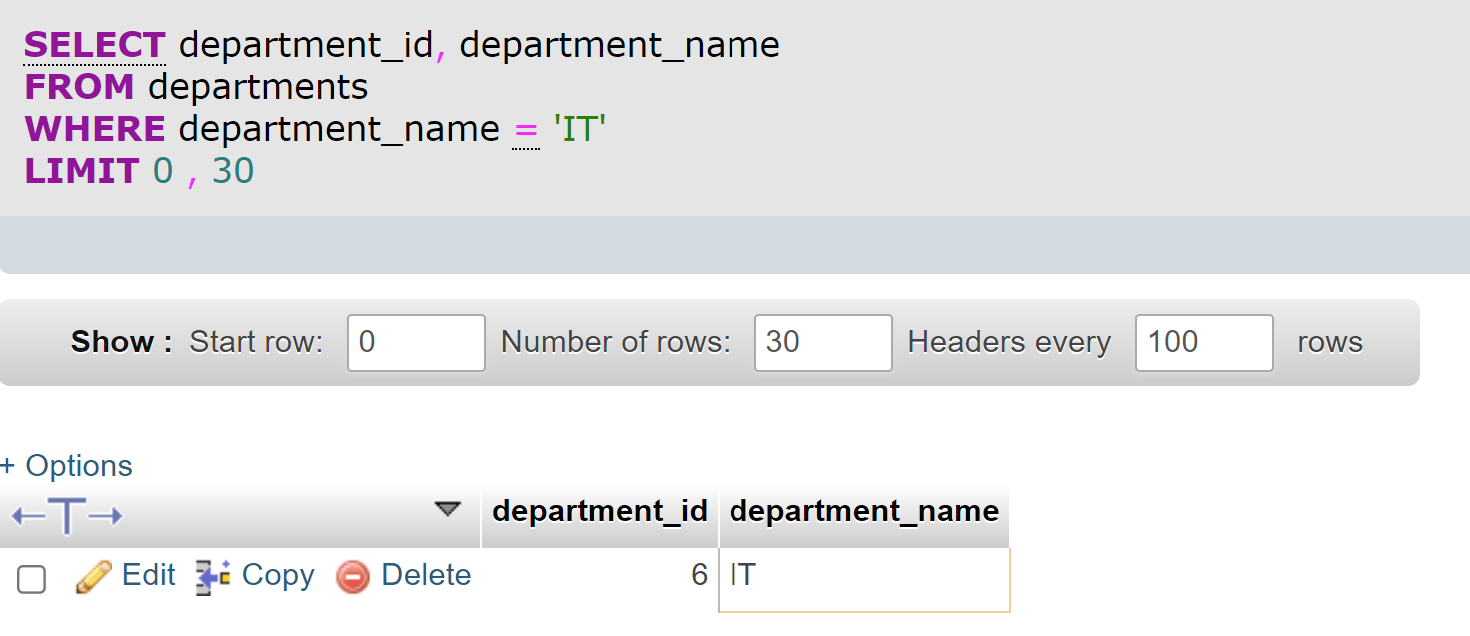 SELECT department_id, department_name
FROM departments
WHERE department_name = 'IT'
LIMIT 0 , 30
Show : Start row: 0 Number of rows: 30 Headers every 100 rows
+ Options
←T→ department_id department_name
Edit Copy Delete 6 IT